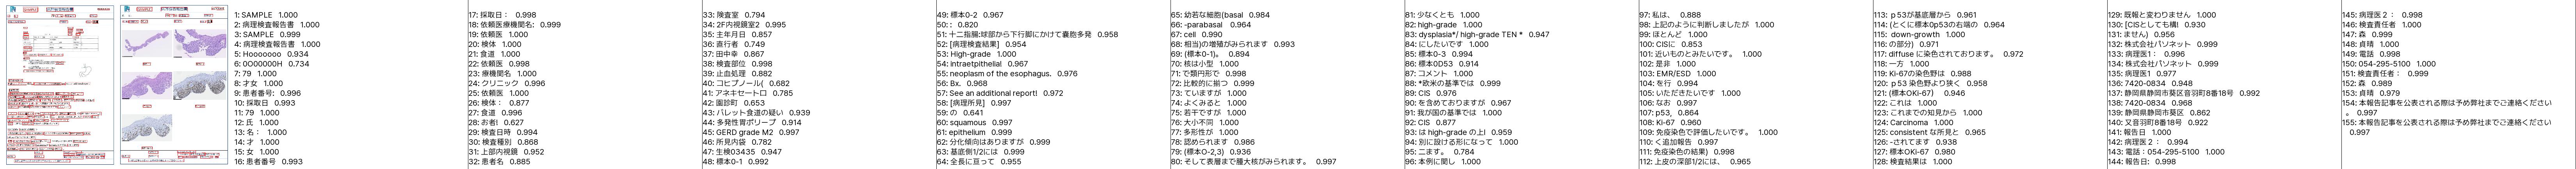 1: SAMPLE 1.000
2: 病理検査報告書 1.000
3: SAMPLE 0.999
4: 病理検査報告書 1.000
5: Hooooooo 0.934
6: 0OOOOOOH 0.734
7: 79 1.000
8: 才女 1.000
9: 患者番号: 0.996
10: 採取日 0.993
11: 79 1.000
12: 氏 1.000
13: 名: 1.000
14: 才 1.000
15: 女 1.000
16: 患者番号 0.993
17: 採取日: 0.998
18: 依頼医療機関名: 0.999
19: 依頼医 1.000
20: 検体 1.000
21: 食道 1.000
22: 依頼医 0.998
23: 療機関名 1.000
24: クリニック 0.996
25: 依頼医 1.000
26: 検体: 0.877
27: 食道 0.996
28: お者! 0.627
29: 検査日時 0.994
30: 検査種別 0.868
31: 上部内視鏡 0.952
32: 患者名 0.885
33: 険査室 0.794
34: 2F内視鏡室2 0.995
35: 主年月日 0.857
36: 直行者 0.749
37: 田中幸 0.867
38: 検査部位 0.998
39: 止血処理 0.882
40: コヒプノール( 0.682
41: アネキセート口 0.785
42: 園診町 0.653
43: バレット食道の疑い 0.939
44: 多発性胃ポリープ 0.914
45: GERD grade M2 0.997
46: 所見内祈 0.782
47: 生検03435 0.947
48: 標本0-1 0.992
49: 標本0-2 0.967
50: : 0.820
51: 十二指腸:球部から下行脚にかけて嚢胞多発 0.958
52: [病理検査結果] 0.954
53: High-grade 1.000
54: intraetpithelial 0.967
55: neoplasm of the esophagus. 0.976
56: Bx. 0.968
57: See an additional report! 0.972
58: [病理所見] 0.997
59: の 0.641
60: squamous 0.997
61: epithelium 0.999
62: 分化傾向はありますが 0.999
63: 基底側1/2には 0.999
64: 全長に亘って 0.955
65: 幼若な細胞(basal 0.984
66: -parabasal 0.964
67: cell 0.990
68: 相当)の増殖がみられます 0.993
69: (標本0-1)。 0.894
70: 核は小型 1.000
71: で類円形で 0.998
72: 比較的に揃つ 0.999
73: ていますが 1.000
74: よくみると 1.000
75: 若干ですが 1.000
76: 大小不同 1.000
77: 多形性が 1.000
78: 認められます 0.986
79: (標本0-2,3) 0.936
80: そして表層まで腫大核がみられます。 0.997
81: 少なくとも 1.000
82: high-grade 1.000
83: dysplasia*/ high-grade TEN * 0.947
84: にしたいです 1.000
85: 標本0-3 0.994
86: 標本0D53 0.914
87: コメント 1.000
88: *欧米の基準では 0.999
89: CIS 0.976
90: を含めておりますが 0.967
91: 我が国の基準では 1.000
92: CIS 0.877
93: は high-grade の上l 0.959
94: 別に設ける形になって 1.000
95: 二ます。 0.784
96: 本例に関し 1.000
97: 私は、 0.888
98: 上記のように判断しましたが 1.000
99: ほとんど 1.000
100: CISに 0.853
101: 近いものとみたいです。 1.000
102: 是非 1.000
103: EMR/ESD 1.000
104: を行 0.994
105: いただきたいです 1.000
106: なお 0.997
107: p53, 0.864
108: Ki-67 0.960
109: 免疫染色で評価したいです。 1.000
110: く追加報告 0.997
111: 免疫染色の結果) 0.998
112: 上皮の深部1/2には、 0.965
113: p53が基底層から 0.961
114: (とくに標本0p53の右端の 0.964
115: down-growth 1.000
116: の部分) 0.971
117: diffuse に染色されております。 0.972
118: 一方 1.000
119: Ki-67の染色野は 0.988
120: p53 染色野より 0.958
121: (標本OKi-67) 0.946
122: これは 1.000
123: これまでの知見から 1.000
124: Carcinoma 1.000
125: consistent な所見と 0.965
126: -されてます 0.938
127: 標本OKi-67 0.980
128: 検査結果は 1.000
129: 既報と変わりません 1.000
130: [CISとしても構l 0.930
131: ません) 0.956
132: 株式会社パソネット 0.999
133: 病理医1: 0.996
134: 株式会社パソネット 0.999
135: 病理医1 0.977
136: 7420-0834 0.948
137: 静岡県静岡市葵区音羽町8番18号 0.992
138: 7420-0834 0.968
139: 静岡県静岡市葵区 0.862
140: 又音羽町8番18号 0.922
141: 報告日 1.000
142: 病理医2: 0.994
143: 電話:054-295-5100 1.000
144: 報告日: 0.998
145: 病理医2: 0.998
146: 検査責任者 1.000
147: 森 0.999
148: 貞晴 1.000
149: 電話 0.998
150: 054-295-5100 1.000
151: 検査責任者: 0.999
152: 森 0.989
153: 貞晴 0.979
154: 本報告記事を公表される際は予め弊社までご連絡ください
。 0.997
155: 本報告記事を公表される際は予め弊社までご連絡ください
0.997